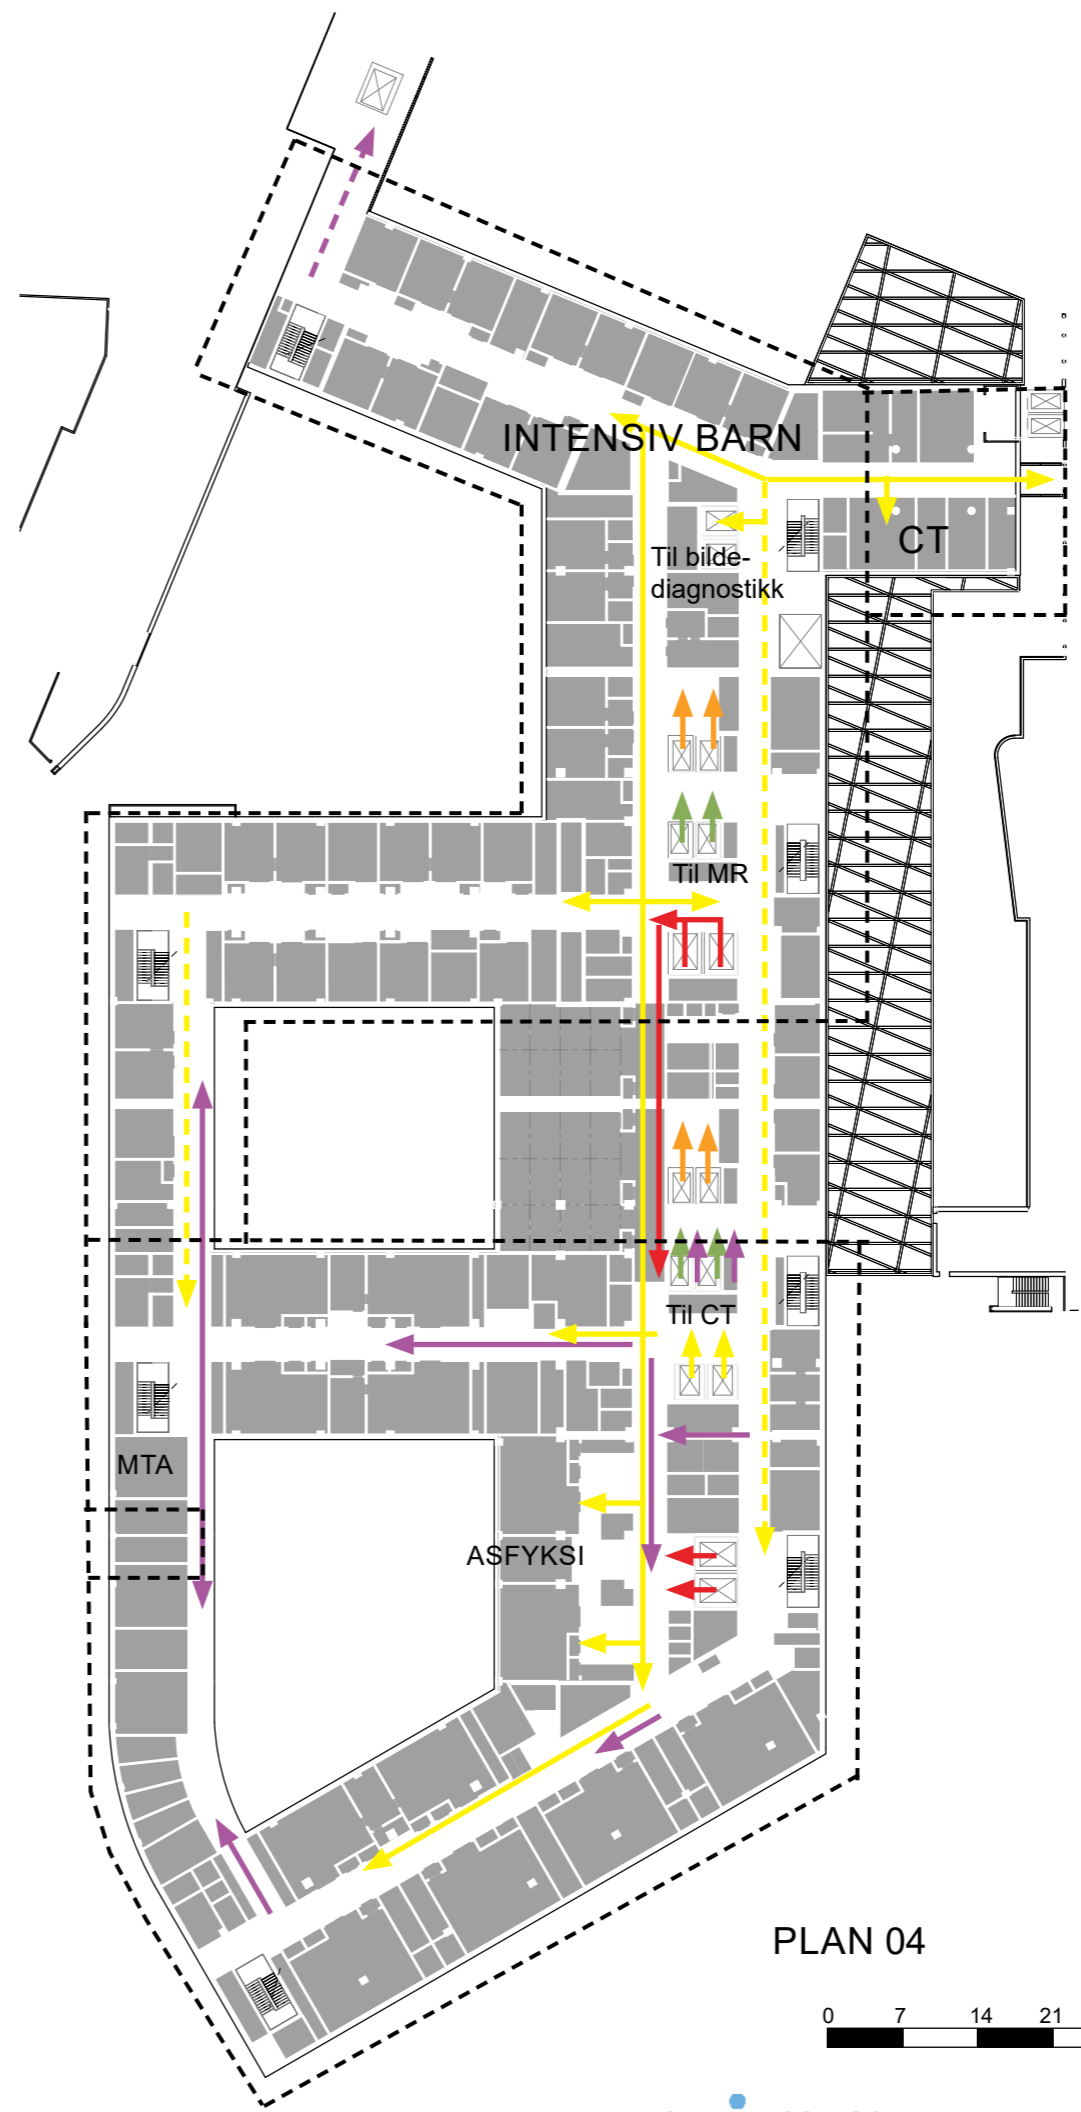 INTENSIV BARN
CT
Til bilde-
diagnostikk
Til MR
Til CT
MTA
ASFYKSI
PLAN 04
0 7 14 21